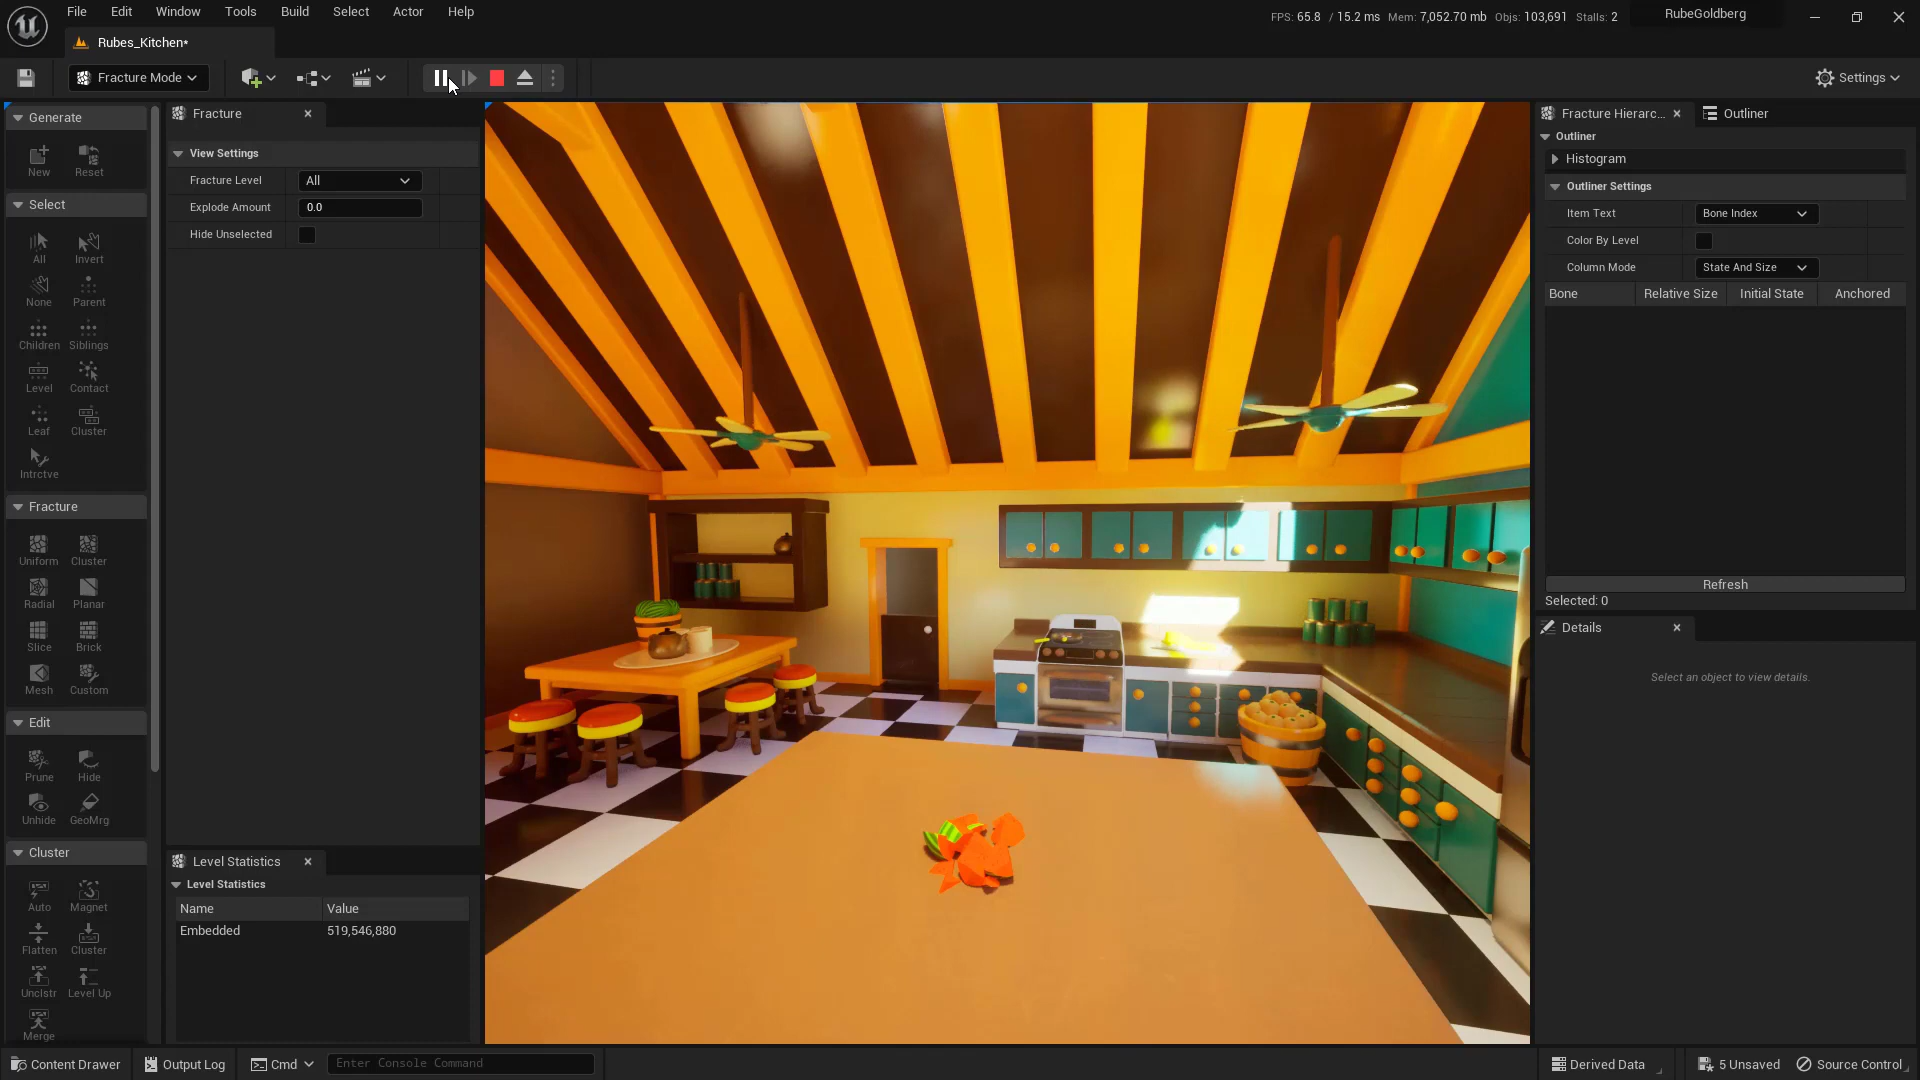 File Edit Window Tools Build Select Actor Help
FPS: 65.8 / 15.2 ms Mem: 7,052.70 mb Objs: 103,691 Stalls: 2
RubeGoldberg
Rubes_Kitchen*
Fracture Mode
Settings
Generate
New Reset
Select
All Invert
None Parent
Children Siblings
Level Contact
Leaf Cluster
Intrctve
Fracture
Uniform Cluster
Radial Planar
Slice Brick
Mesh Custom
Edit
Prune Hide
Unhide GeoMrg
Cluster
Auto Magnet
Flatten Cluster
Unclstr Level Up
Merge
Fracture
View Settings
Fracture Level All
Explode Amount 0.0
Hide Unselected
Level Statistics
Level Statistics
Name Value
Embedded 519,546,880
Fracture Hierarc... Outliner
Outliner
Histogram
Outliner Settings
Item Text Bone Index
Color By Level
Column Mode State And Size
Bone Relative Size Initial State Anchored
Refresh
Selected: 0
Details
Select an object to view details.
Content Drawer Output Log Cmd Enter Console Command
Derived Data 5 Unsaved Source Control